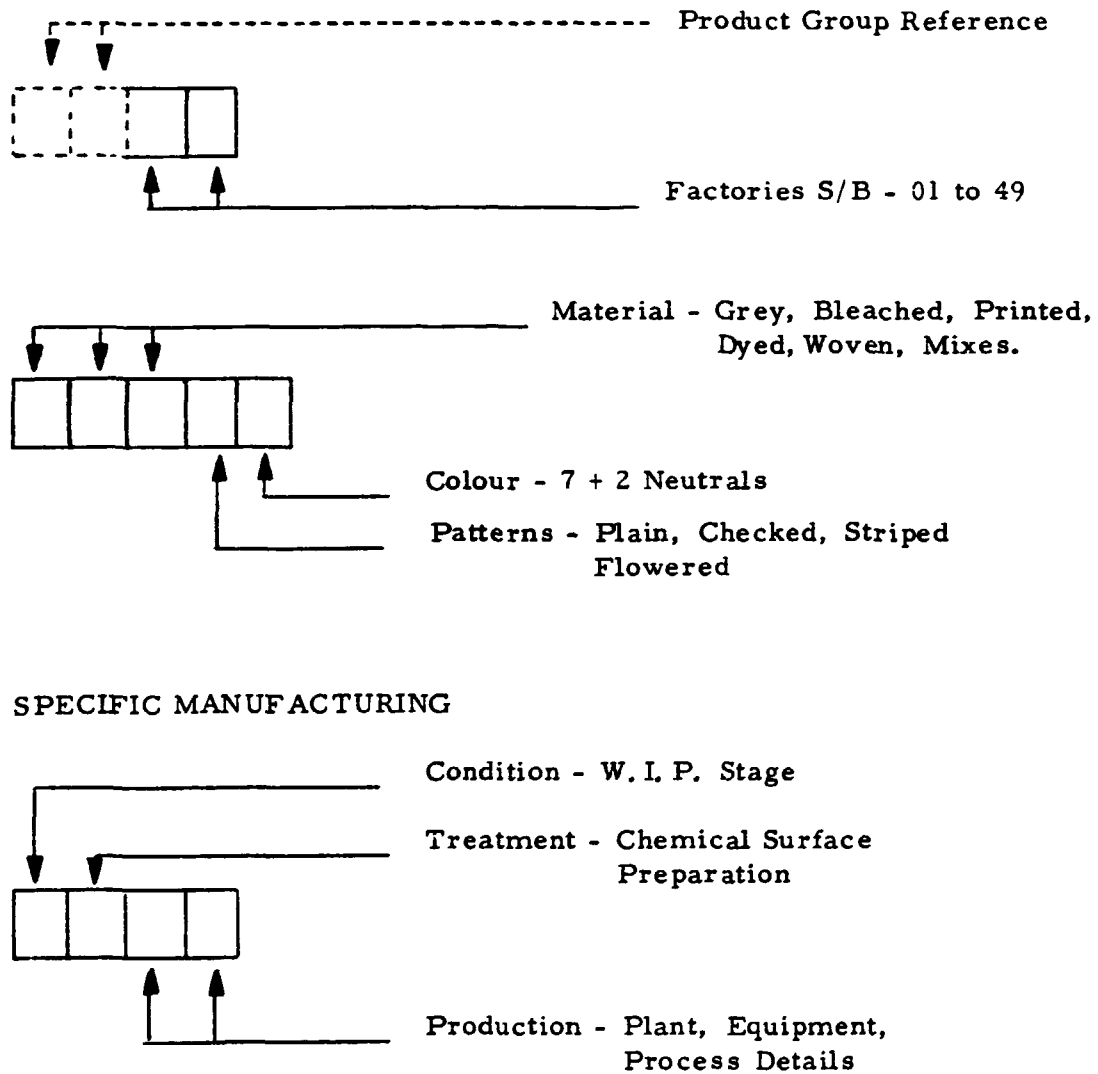 Product Group Reference
Factories S/B - 01 to 49
Material - Grey, Bleached, Printed,
Dyed, Woven, Mixes.
Colour - 7 + 2 Neutrals
Patterns - Plain, Checked, Striped
Flowered
SPECIFIC MANUFACTURING
Condition - W. I. P. Stage
Treatment - Chemical Surface
Preparation
Production - Plant, Equipment,
Process Details